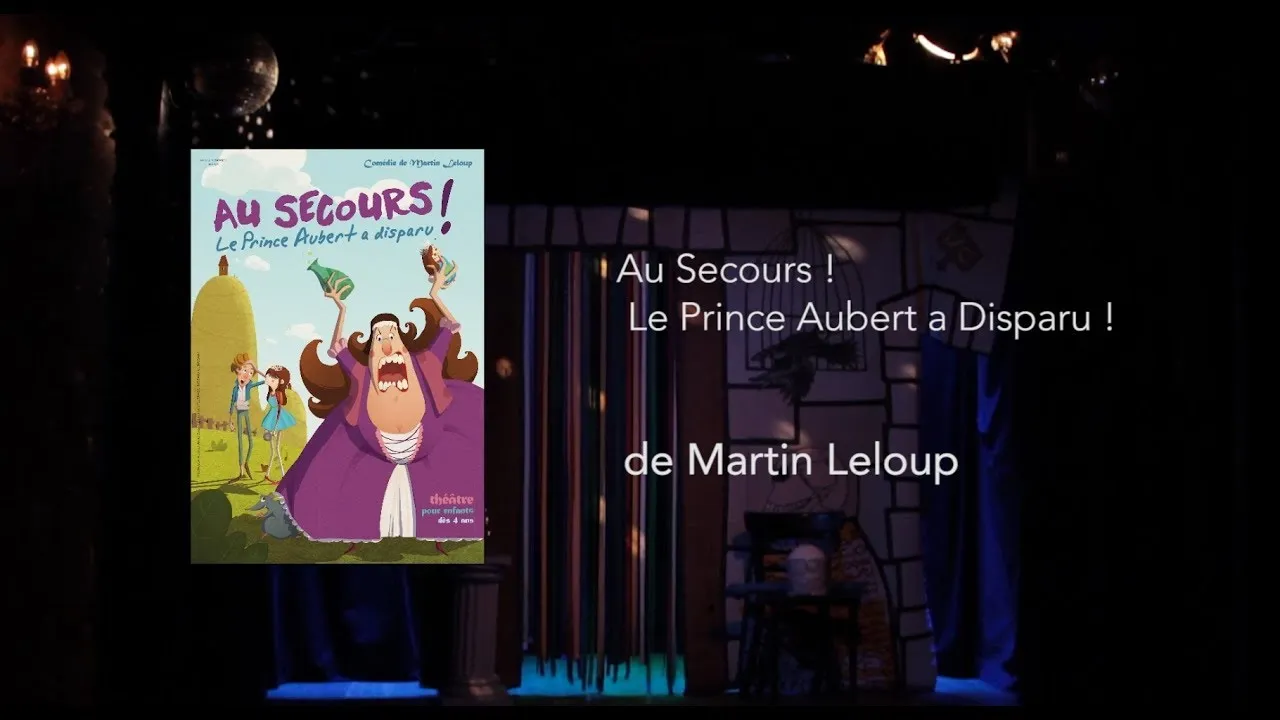 Comédie de Martin Leloup
AU SECOURS !
Le Prince Aubert a disparu !
théâtre
pour enfants
dès 4 ans
Au Secours !
Le Prince Aubert a Disparu !
de Martin Leloup